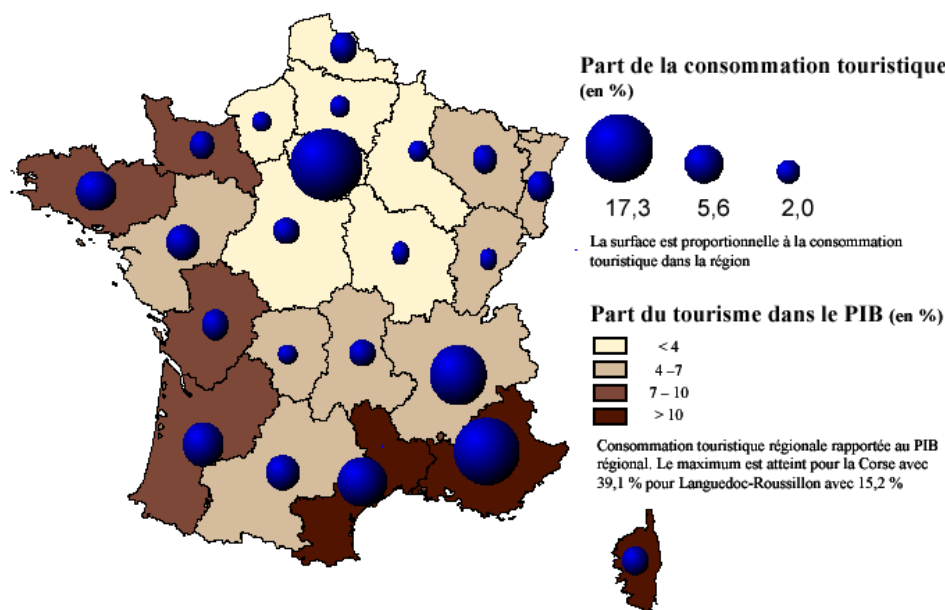 Part de la consommation touristique
(en %)
17,3 5,6 2,0
La surface est proportionnelle à la consommation
touristique dans la région
Part du tourisme dans le PIB (en %)
< 4
4 –7
7 – 10
> 10
Consommation touristique régionale rapportée au PIB
régional. Le maximum est atteint pour la Corse avec
39,1 % pour Languedoc-Roussillon avec 15,2 %